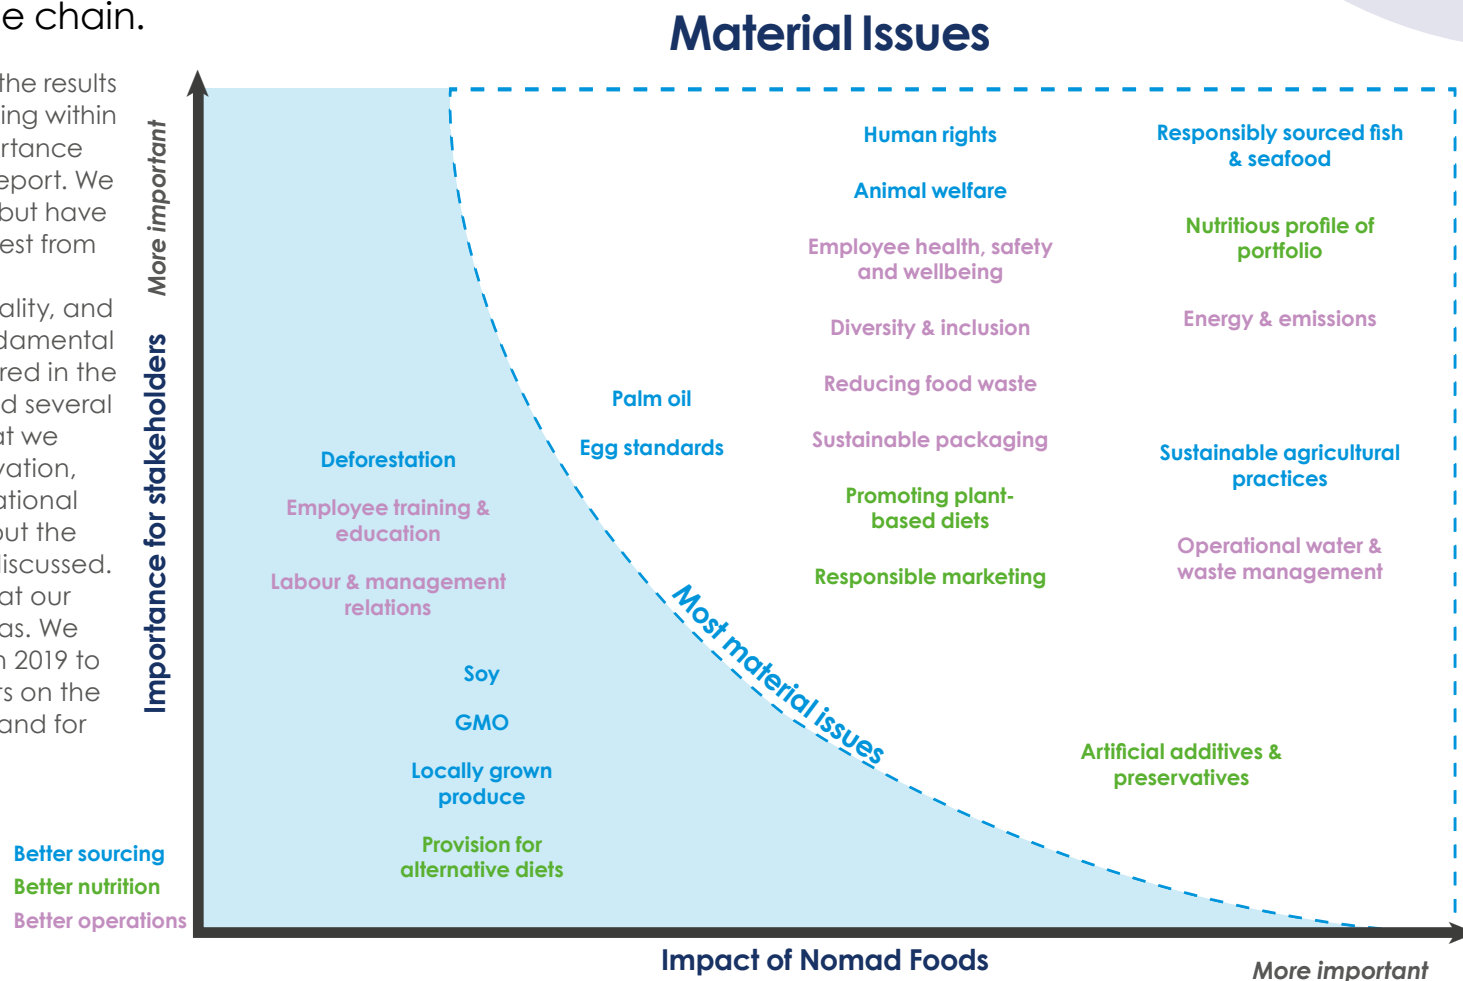 e chain.
the results
ing within
rtance
eport. We
but have
est from
ality, and
damental
red in the
d several
at we
vation,
ational
out the
discussed.
at our
as. We
n 2019 to
rs on the
and for
Material Issues
More important
Importance for stakeholders
Human rights
Animal welfare
Employee health, safety
and wellbeing
Diversity & inclusion
Reducing food waste
Sustainable packaging
Promoting plant-
based diets
Responsible marketing
Responsibly sourced fish
& seafood
Nutritious profile of
portfolio
Energy & emissions
Sustainable agricultural
practices
Operational water &
waste management
Palm oil
Egg standards
Deforestation
Employee training &
education
Labour & management
relations
Soy
GMO
Locally grown
produce
Provision for
alternative diets
Most material issues
Artificial additives &
preservatives
Better sourcing
Better nutrition
Better operations
Impact of Nomad Foods
More important